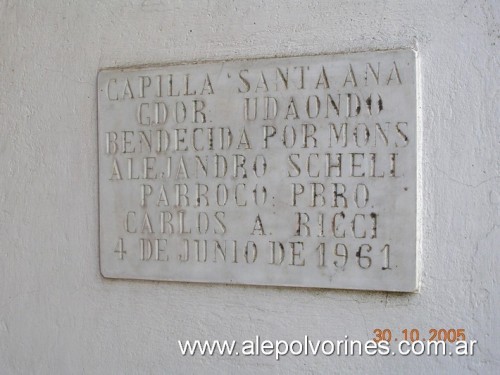 CAPILLA SANTA ANA
GDOR. UDAONDO
BENDECIDA POR MONS
ALEJANDRO SCHELL
PARROCO: PBRO.
CARLOS A. RICCI
4 DE JUNIO DE 1961
30.10.2005
www.alepolvorines.com.ar